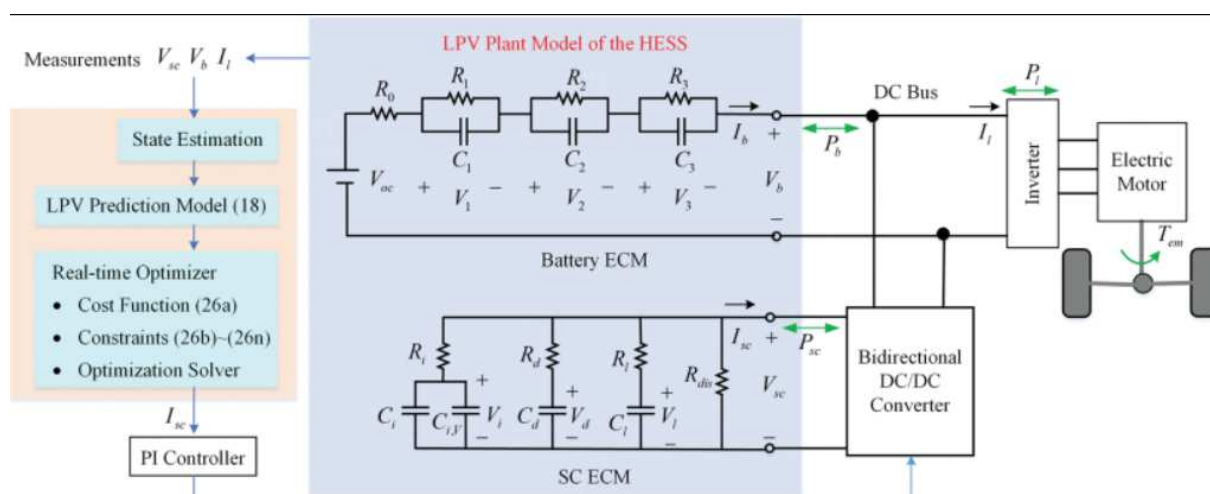 LPV Plant Model of the HESS
Measurements V_sc V_b I_l
State Estimation
LPV Prediction Model (18)
Real-time Optimizer
• Cost Function (26a)
• Constraints (26b)~(26n)
• Optimization Solver
I_sc
PI Controller
R_0
R_1
R_2
R_3
C_1
C_2
C_3
V_oc
+ V_1 −
+ V_2 −
+ V_3 −
I_b
+
V_b
−
Battery ECM
P_b
DC Bus
I_l
P_l
Inverter
Electric
Motor
T_em
R_i
R_d
R_l
R_dis
C_i
C_i,V
+
V_i
−
C_d
+
V_d
−
C_l
+
V_l
−
I_sc
+
V_sc
−
P_sc
SC ECM
Bidirectional
DC/DC
Converter